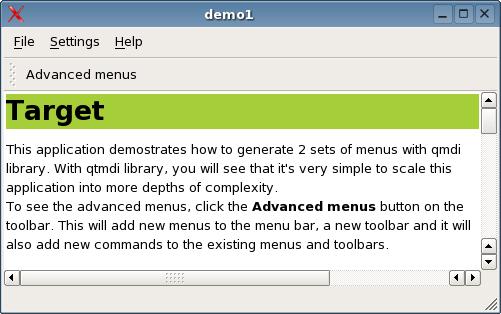 demo1
File Settings Help
Advanced menus
Target
This application demostrates how to generate 2 sets of menus with qmdi
library. With qtmdi library, you will see that it's very simple to scale this
application into more depths of complexity.
To see the advanced menus, click the Advanced menus button on the
toolbar. This will add new menus to the menu bar, a new toolbar and it will
also add new commands to the existing menus and toolbars.